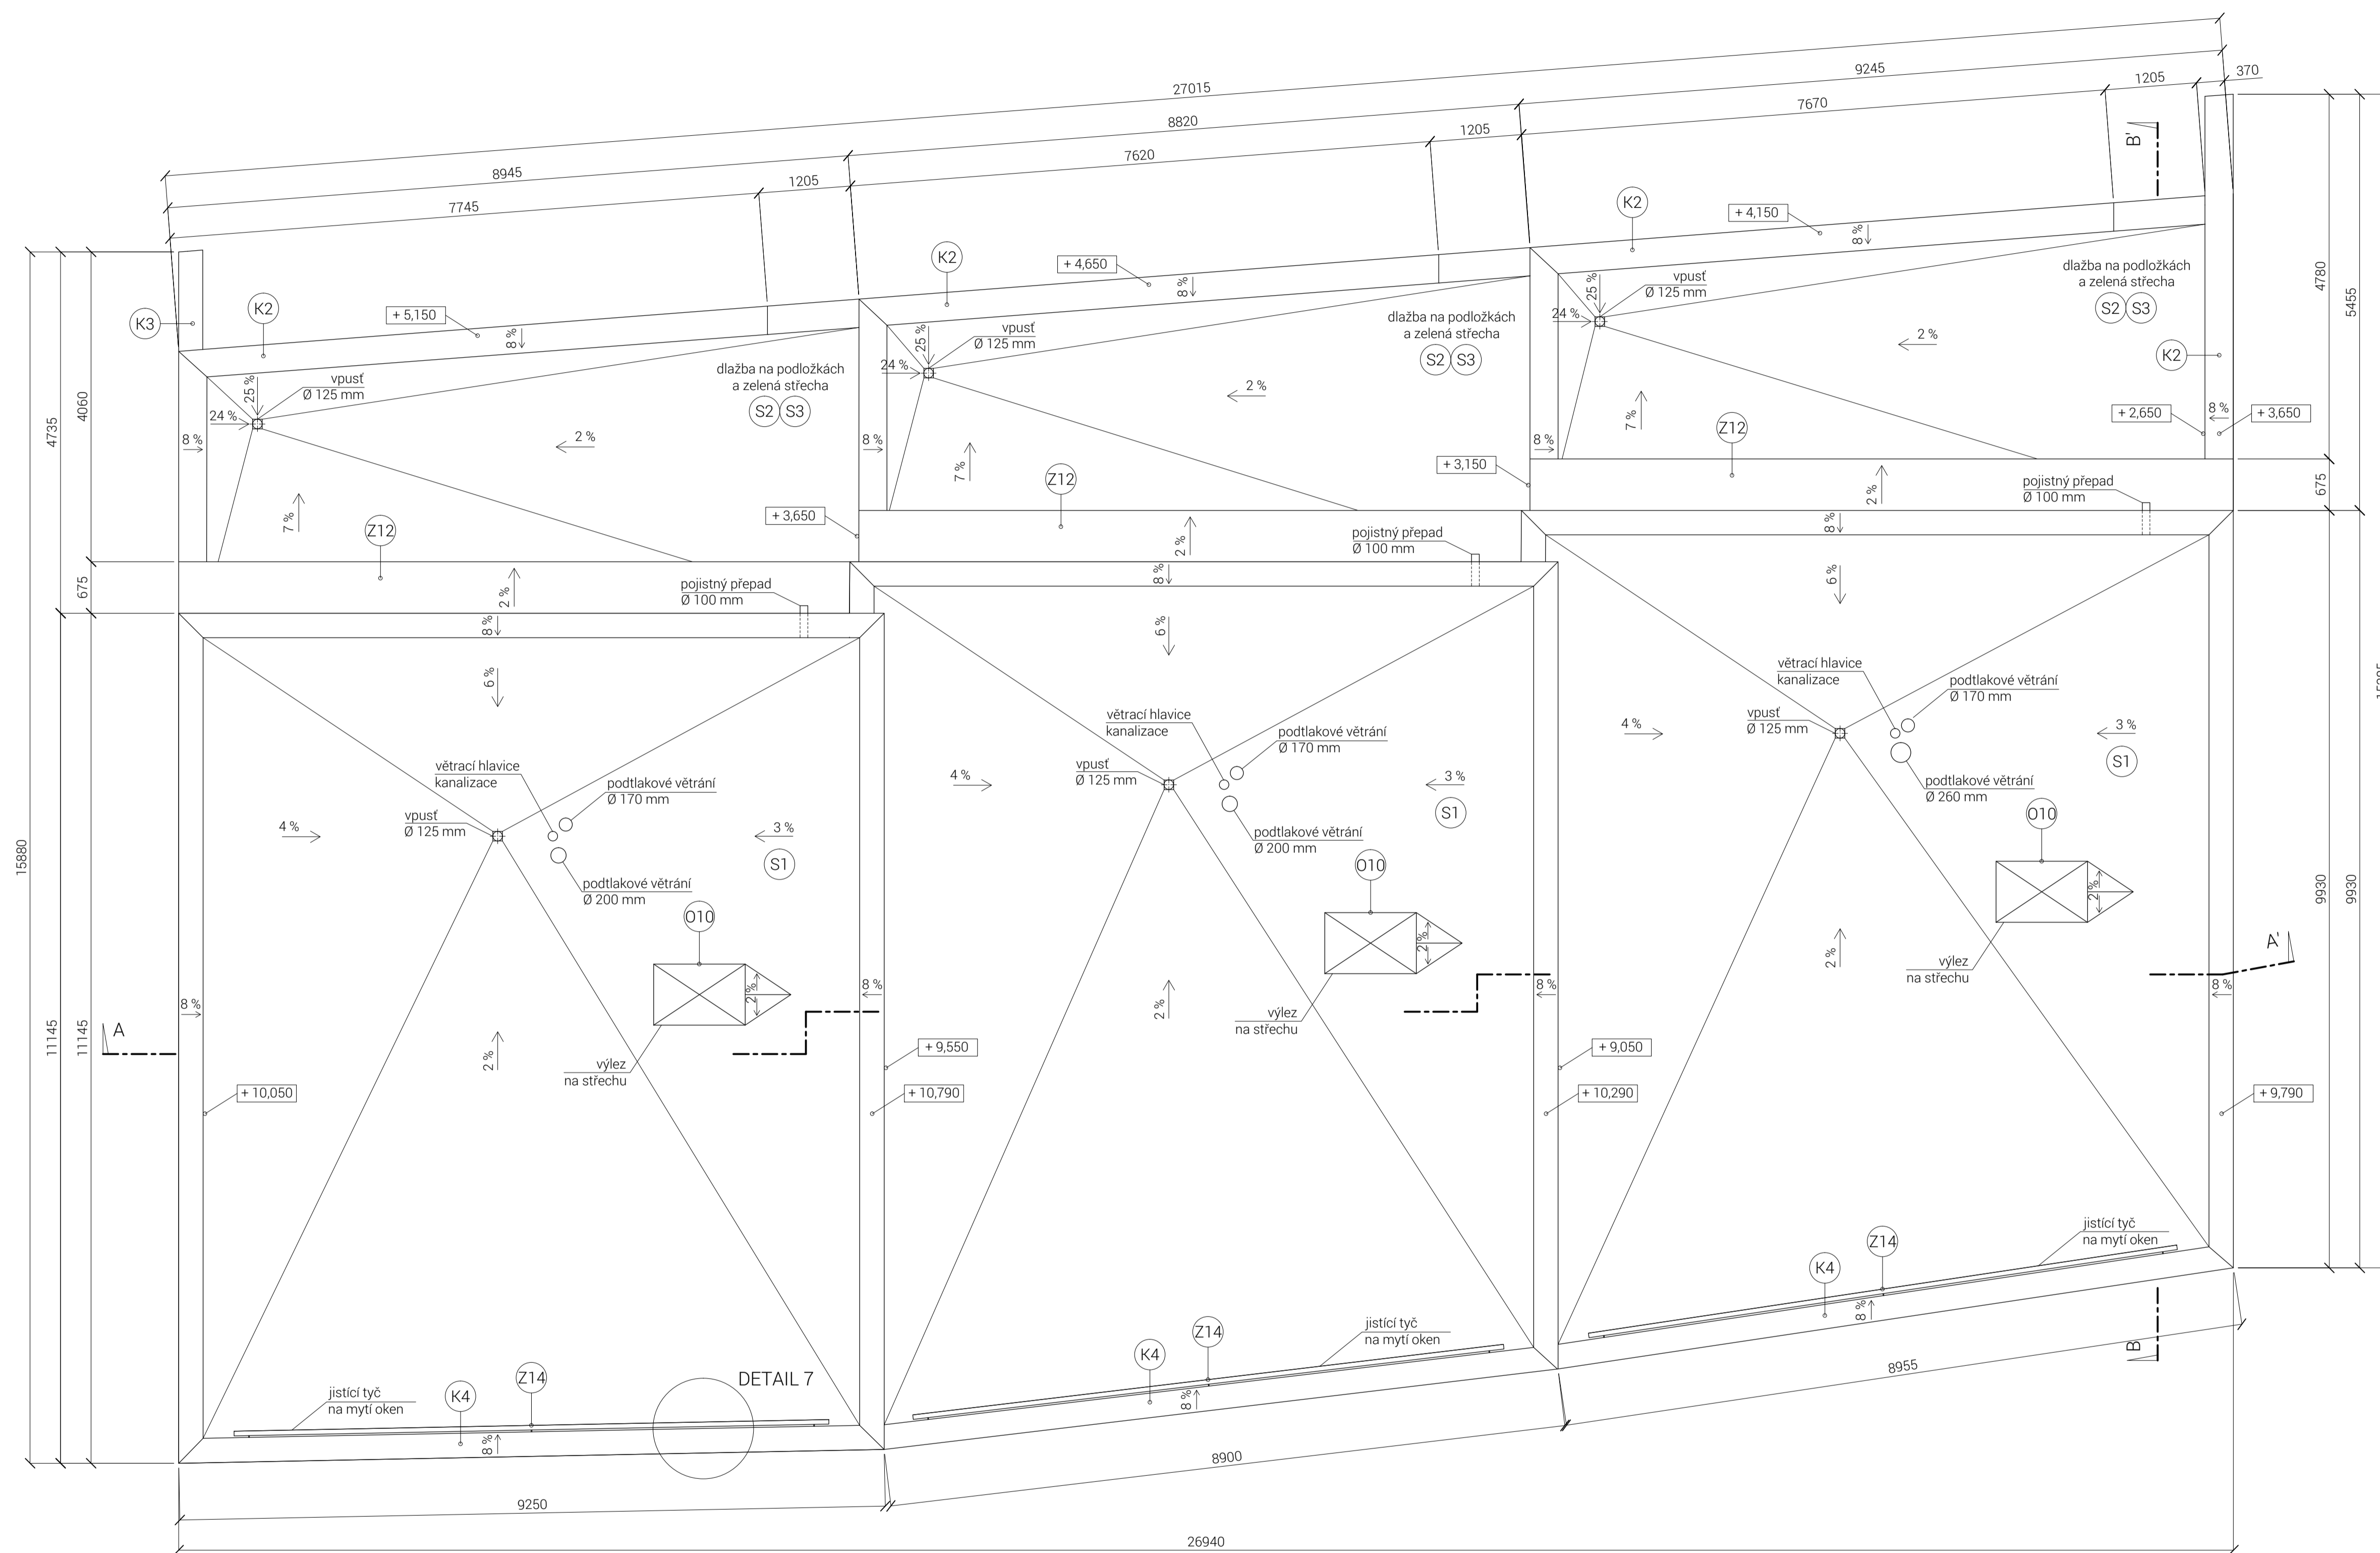 27015
9245
370
1205
8820
7670
1205
8945
7620
1205
7745
B'
K2
+ 4,150
8 %
K2
+ 4,650
8 %
K3
K2
+ 5,150
8 %
dlažba na podložkách
a zelená střecha
S2 S3
dlažba na podložkách
a zelená střecha
S2 S3
dlažba na podložkách
a zelená střecha
S2 S3
25 %
vpusť
Ø 125 mm
24 %
25 %
vpusť
Ø 125 mm
24 %
25 %
vpusť
Ø 125 mm
24 %
2 %
2 %
2 %
K2
4780
5455
4060
4735
8 %
8 %
8 %
8 %
7 %
7 %
7 %
+ 2,650
+ 3,650
Z12
+ 3,150
Z12
+ 3,650
Z12
2 %
2 %
2 %
pojistný přepad
Ø 100 mm
pojistný přepad
Ø 100 mm
pojistný přepad
Ø 100 mm
675
675
8 %
8 %
8 %
6 %
6 %
6 %
větrací hlavice
kanalizace
podtlakové větrání
Ø 170 mm
vpusť
Ø 125 mm
4 %
3 %
S1
podtlakové větrání
Ø 260 mm
O10
2 %
výlez
na střechu
2 %
větrací hlavice
kanalizace
podtlakové větrání
Ø 170 mm
vpusť
Ø 125 mm
4 %
3 %
S1
podtlakové větrání
Ø 200 mm
O10
2 %
výlez
na střechu
2 %
větrací hlavice
kanalizace
podtlakové větrání
Ø 170 mm
vpusť
Ø 125 mm
4 %
3 %
S1
podtlakové větrání
Ø 200 mm
O10
2 %
výlez
na střechu
2 %
15880
9930
9930
11145
11145
A'
A
8 %
8 %
8 %
8 %
+ 9,550
+ 9,050
+ 10,050
+ 10,790
+ 10,290
+ 9,790
jistící tyč
na mytí oken
Z14
K4
8 %
jistící tyč
na mytí oken
Z14
K4
8 %
DETAIL 7
jistící tyč
na mytí oken
Z14
K4
8 %
B
8955
8900
9250
26940